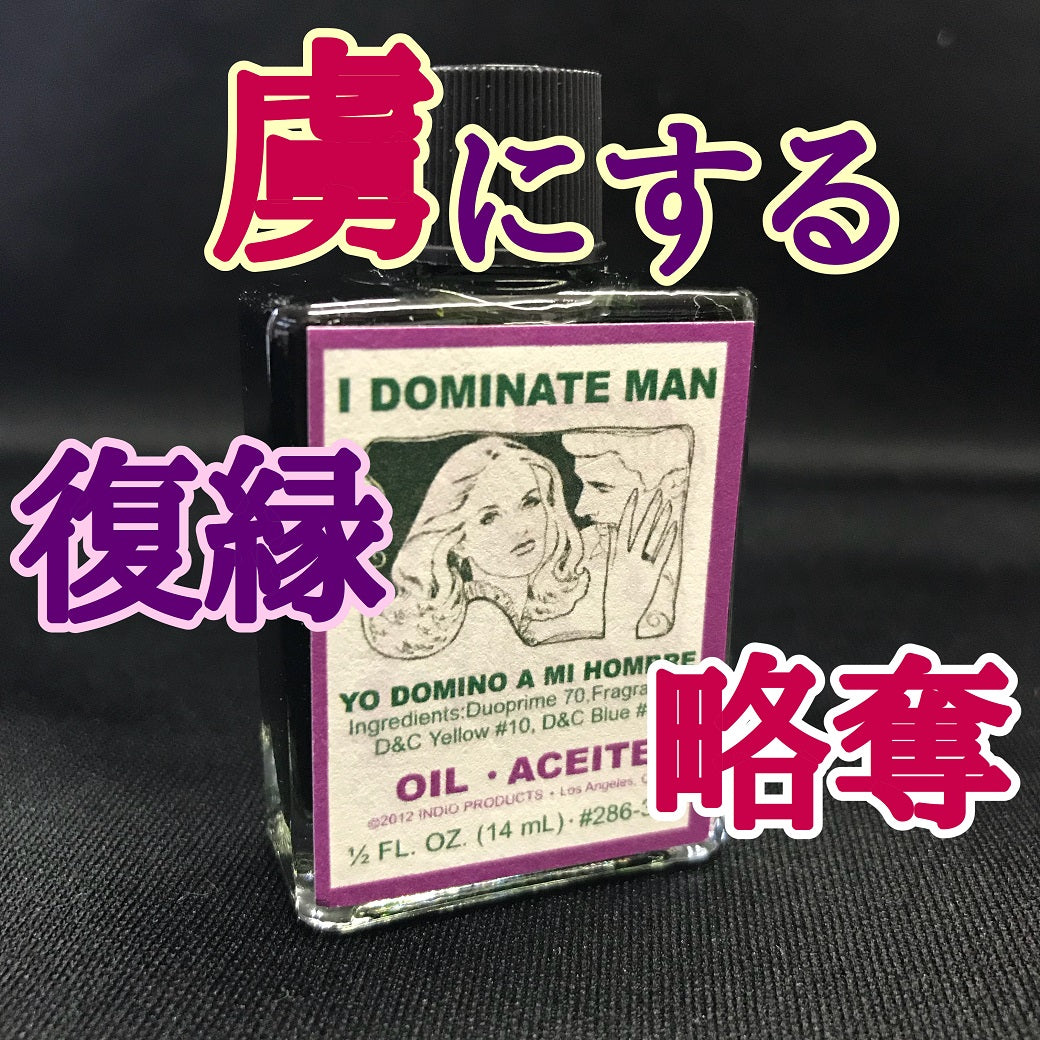 虜にする
I DOMINATE MAN
復縁
YO DOMINO A MI HOMBRE
Ingredients:Duoprime 70,
D&C Yellow #10, D&C Blue
略奪
OIL · ACEITE
©2012 INDIO PRODUCTS · Los Angeles,
½ FL. OZ. (14 mL) ·